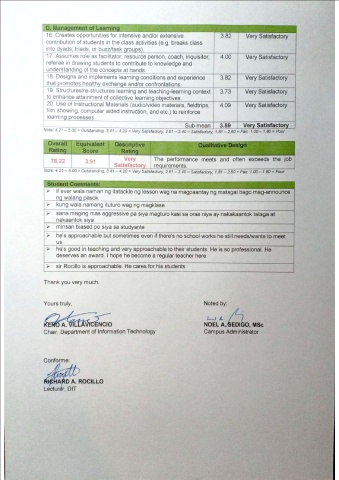 D. Management of Learning
16. Creates opportunities for intensive and/or extensive contribution of students in the class activities (e.g. breaks class into dyads, triads, or buzz/task groups). 3.82 Very Satisfactory
17. Assumes role as facilitator, resource person, coach, inquisitor, referee in drawing students to contribute to knowledge and understanding of the concepts at hands. 4.00 Very Satisfactory
18. Designs and implements learning conditions and experience that promotes healthy exchange and/or confrontations. 3.82 Very Satisfactory
19. Structures/re-structures learning and teaching-learning context to enhance attainment of collective learning objectives 3.73 Very Satisfactory
20. Use of Instructional Materials (audio/video materials, fieldtrips, film showing, computer aided instruction, and etc.) to reinforce learning processes. 4.09 Very Satisfactory
Sub-mean 3.89 Very Satisfactory
Note: 4.21 – 5.00 = Outstanding; 3.41 – 4.20 = Very Satisfactory; 2.61 – 3.40 = Satisfactory; 1.81 – 2.60 = Fair; 1.00 – 1.80 = Poor
Overall Rating Equivalent Score Descriptive Rating Qualitative Design
78.22 3.91 Very Satisfactory The performance meets and often exceeds the job requirements.
Note: 4.21 – 5.00 = Outstanding; 3.41 – 4.20 = Very Satisfactory; 2.61 – 3.40 = Satisfactory; 1.81 – 2.60 = Fair; 1.00 – 1.80 = Poor
Student Comments:
➢ if ever wala naman ng itatackle ng lesson wag na magpaantay ng matagal bago mag-announce ng walang pasok
➢ kung wala namang ituturo wag ng magklase
➢ sana maging mas aggressive pa siya magturo kasi sa oras raya ay nakakaantok talaga at nakaantok siya
➢ minsan biased po siya sa studyante
➢ he's approachable but sometimes even if there's no school works he still needs/wants to meet us
➢ he's good in teaching and very approachable to their students. He is so professional. He deserves an award. I hope he become a regular teacher here
➢ sir Rocillo is approachable. He cares for his students
Thank you very much.
Yours truly,
Noted by:
KENO A. VILLAVICENCIO
Chair, Department of Information Technology
NOEL A. SEDIGO, MSc
Campus Administrator
Conforme:
RICHARD A. ROCILLO
Lecturer, DIT